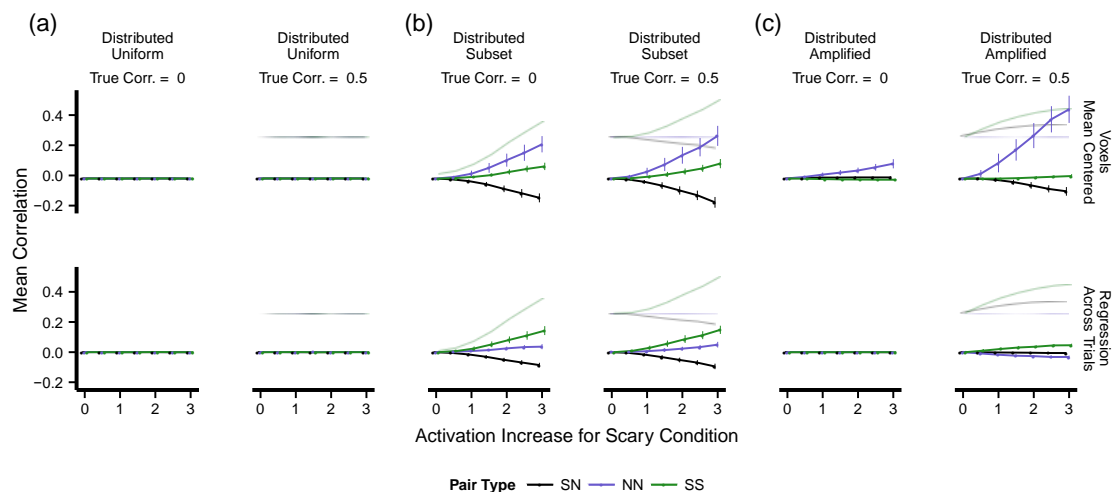 (a)
Distributed
Uniform
True Corr. = 0
Distributed
Uniform
True Corr. = 0.5
(b)
Distributed
Subset
True Corr. = 0
Distributed
Subset
True Corr. = 0.5
(c)
Distributed
Amplified
True Corr. = 0
Distributed
Amplified
True Corr. = 0.5
Mean Correlation
0.4
0.2
0.0
−0.2
Voxels
Mean Centered
0.4
0.2
0.0
−0.2
Regression
Across Trials
0 1 2 3
0 1 2 3
0 1 2 3
0 1 2 3
0 1 2 3
0 1 2 3
Activation Increase for Scary Condition
Pair Type SN NN SS